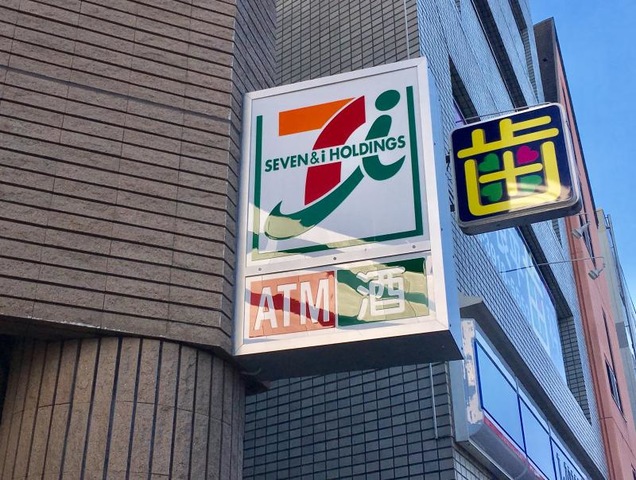 7i
SEVEN & i HOLDINGS
ATM 酒
歯